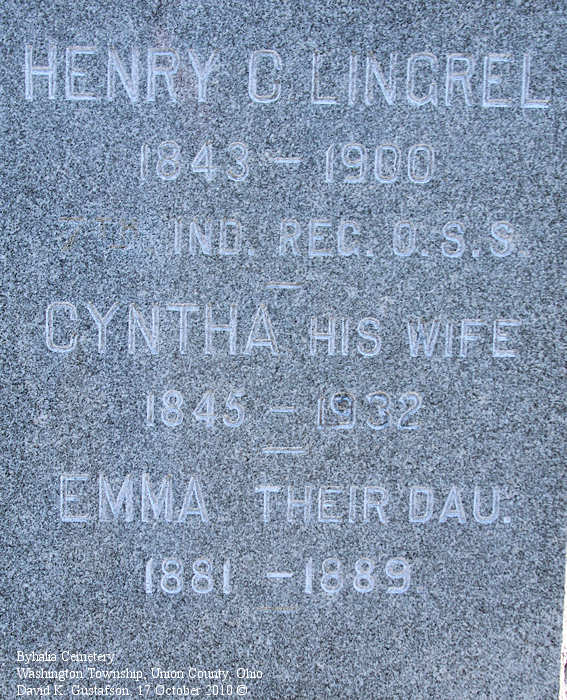 HENRY C LINGREL
1843 – 1900
7TH IND. REG. O.S.S.
–
CYNTHA HIS WIFE
1845 – 1932
–
EMMA THEIR DAU.
1881 – 1889
Byhalia Cemetery
Washington Township, Union County, Ohio
David K. Gustafson, 17 October 2010 ©